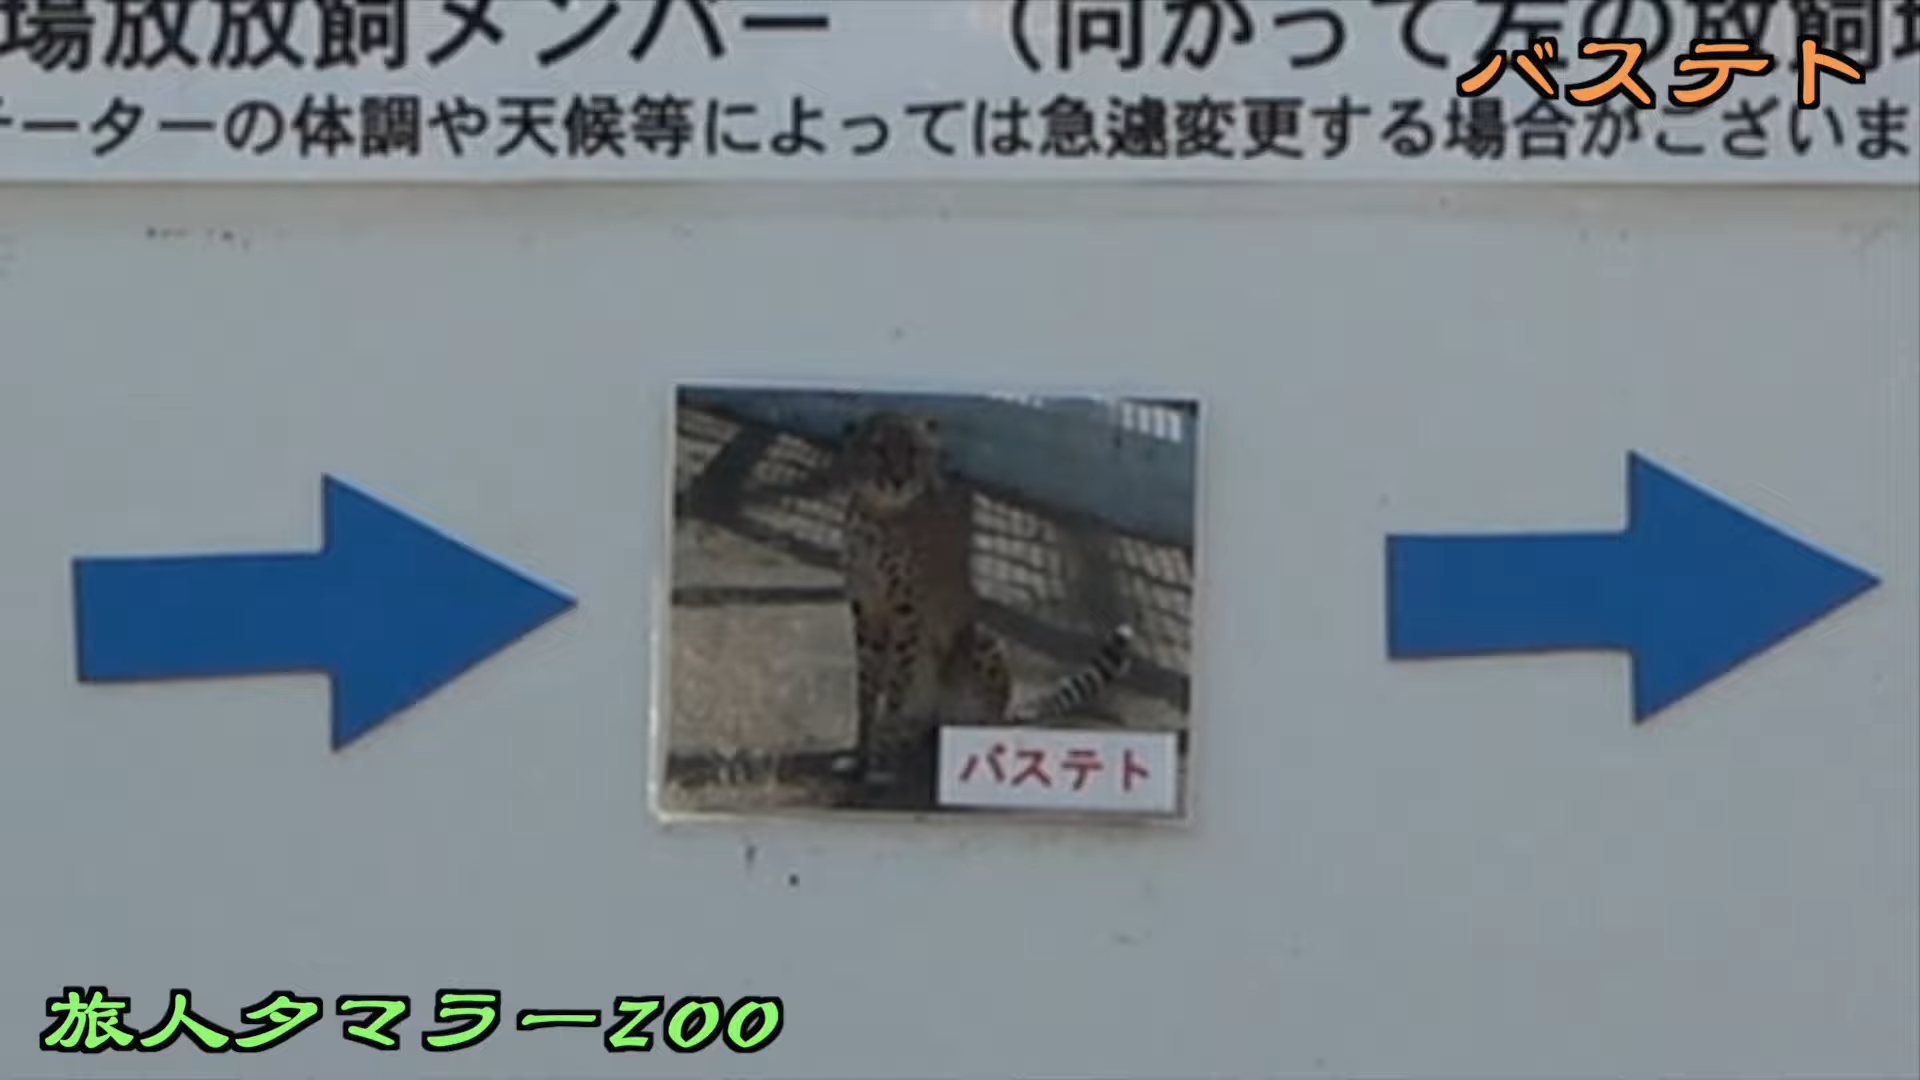 場放放飼メンバー （向かって左の放飼場
チーターの体調や天候等によっては急遽変更する場合がございま
バステト
バステト
旅人タマラーZOO